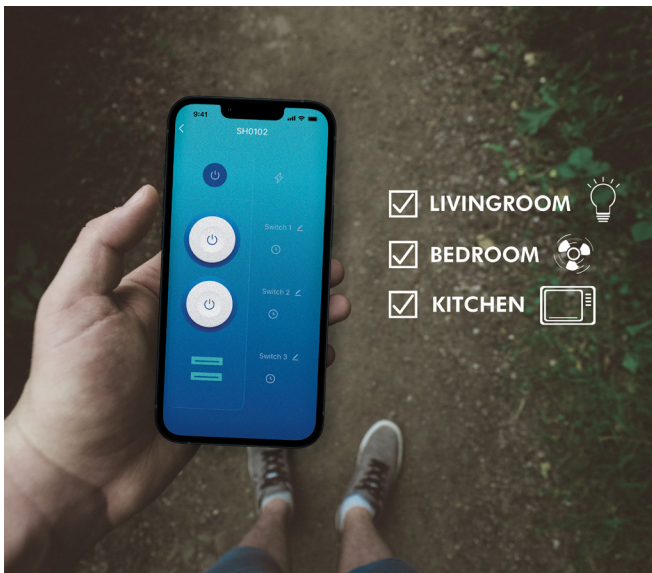 9:41
SH0102
Switch 1
Switch 2
Switch 3
LIVINGROOM
BEDROOM
KITCHEN